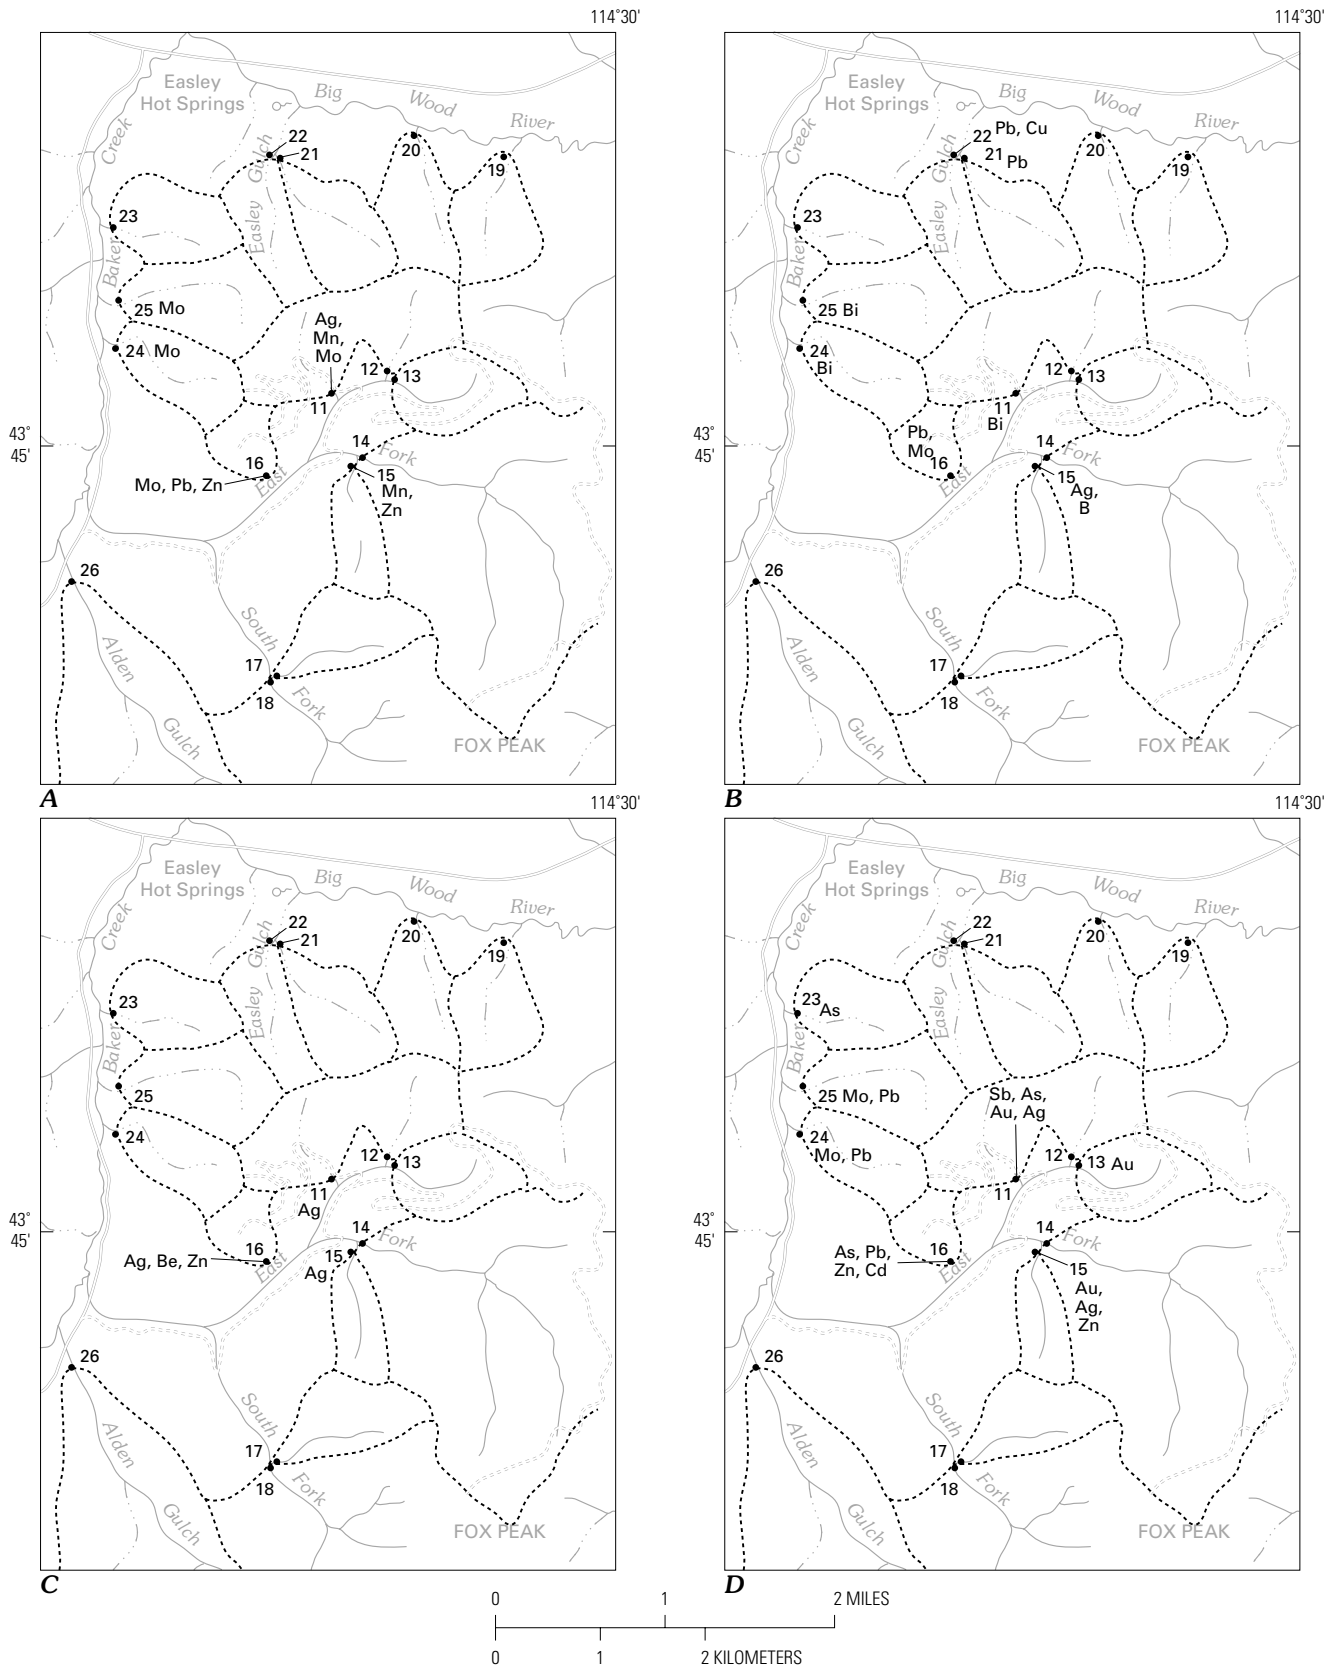 114°30'
Easley
Hot Springs
Big
Wood
River
Creek
Gulch
22
21
20
19
23
Easley
Baker
25 Mo
24 Mo
Ag,
Mn,
Mo
12
13
11
43°
45'
14
Fork
16
Mo, Pb, Zn
East
15
Mn,
Zn
26
Alden
Gulch
South
17
18
Fork
FOX PEAK
A
114°30'
Easley
Hot Springs
Big
Wood
River
Creek
Gulch
22 Pb, Cu
21 Pb
20
19
23
Easley
Baker
25 Bi
24
Bi
12
13
11
Bi
43°
45'
Pb,
Mo
16
14
Fork
East
15
Ag,
B
26
Alden
Gulch
South
17
18
Fork
FOX PEAK
B
114°30'
Easley
Hot Springs
Big
Wood
River
Creek
Gulch
22
21
20
19
23
Easley
Baker
25
24
12
13
11
Ag
43°
45'
14
Fork
16
Ag, Be, Zn
East
15
Ag
26
Alden
Gulch
South
17
18
Fork
FOX PEAK
C
114°30'
Easley
Hot Springs
Big
Wood
River
Creek
Gulch
22
21
20
19
23 As
Easley
Baker
25 Mo, Pb
24
Mo, Pb
Sb, As,
Au, Ag
12
13 Au
11
43°
45'
14
Fork
As, Pb,
Zn, Cd
16
East
15
Au,
Ag,
Zn
26
Alden
Gulch
South
17
18
Fork
FOX PEAK
D
0 1 2 MILES
0 1 2 KILOMETERS